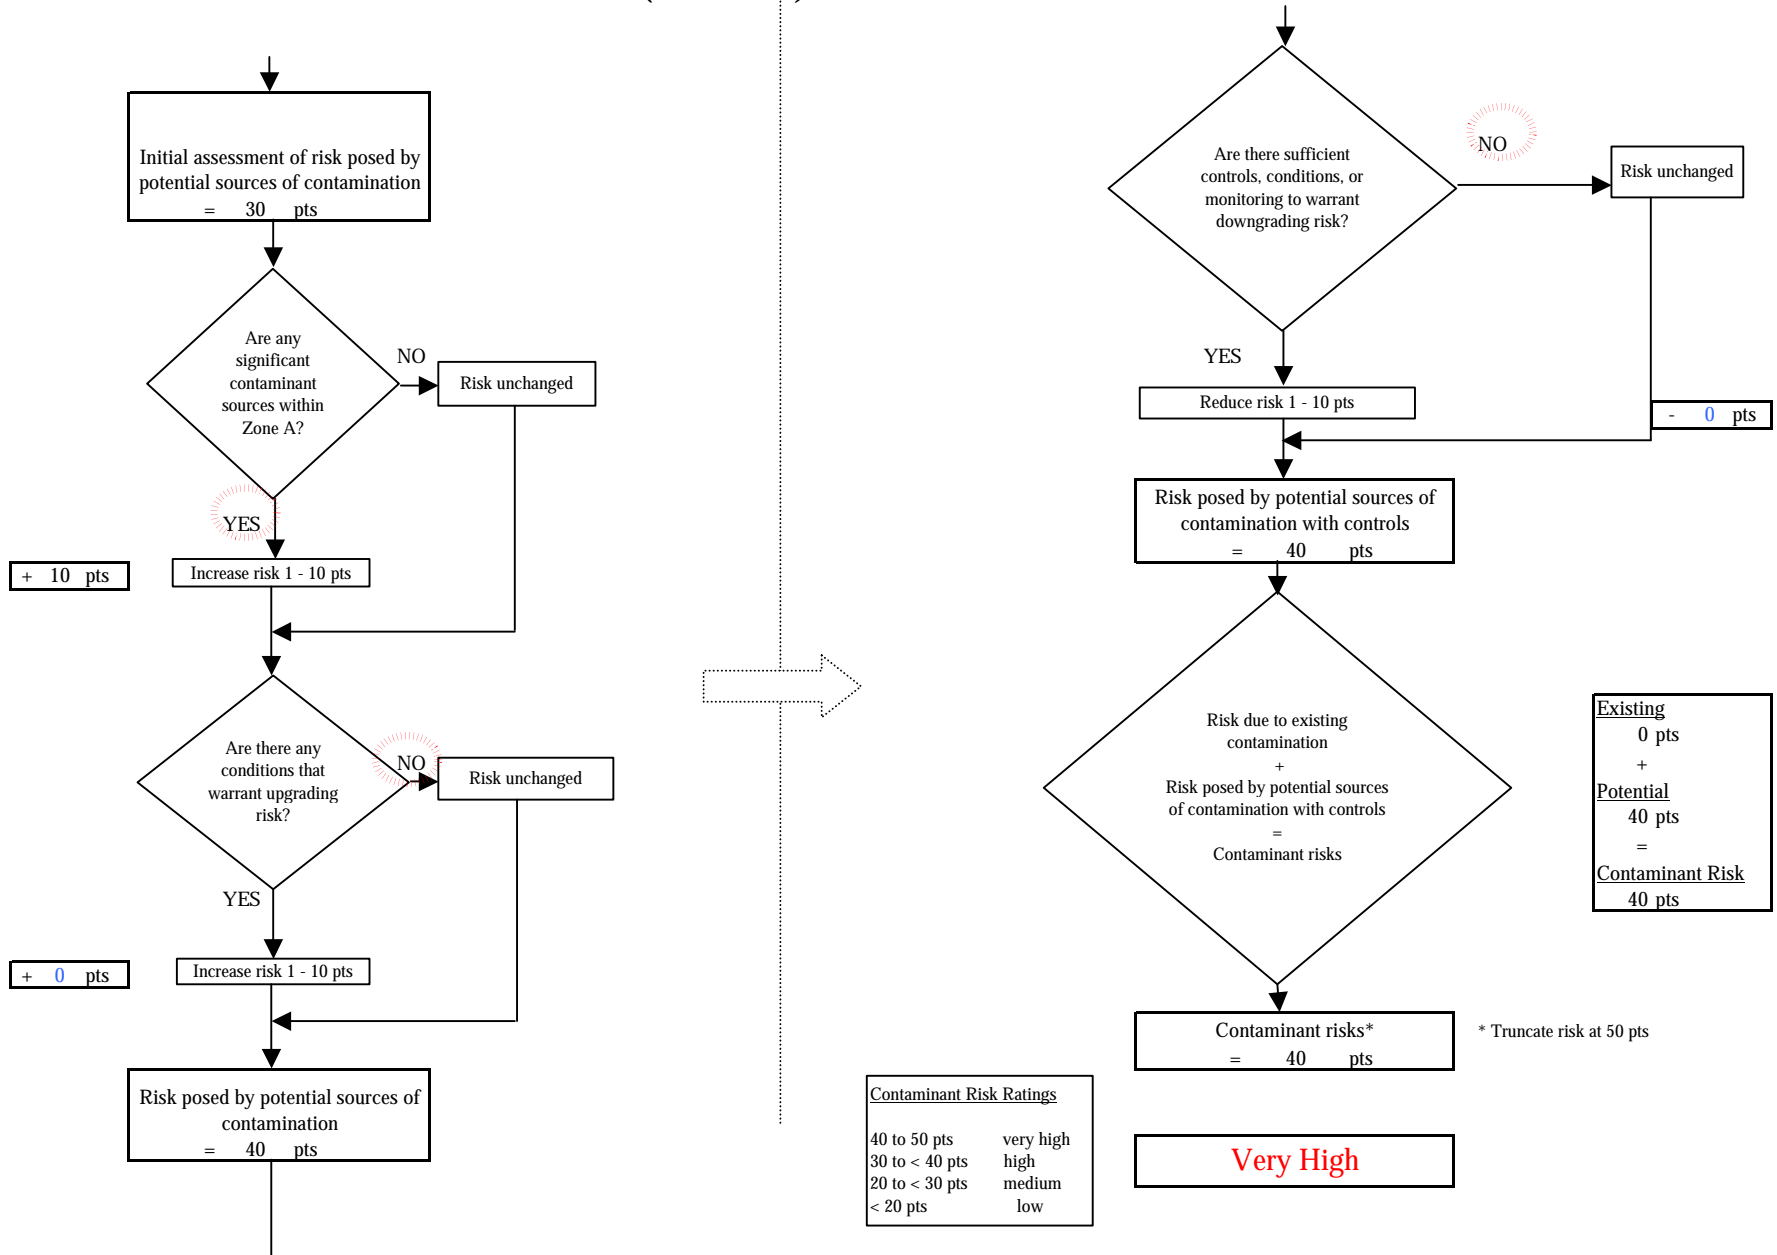 Initial assessment of risk posed by
potential sources of contamination
= 30 pts
Are any
significant
contaminant
sources within
Zone A?
NO
Risk unchanged
YES
+ 10 pts
Increase risk 1 - 10 pts
Are there any
conditions that
warrant upgrading
risk?
NO
Risk unchanged
YES
+ 0 pts
Increase risk 1 - 10 pts
Risk posed by potential sources of
contamination
= 40 pts
Are there sufficient
controls, conditions, or
monitoring to warrant
downgrading risk?
NO
Risk unchanged
YES
Reduce risk 1 - 10 pts
- 0 pts
Risk posed by potential sources of
contamination with controls
= 40 pts
Risk due to existing
contamination
+
Risk posed by potential sources
of contamination with controls
=
Contaminant risks
Existing
0 pts
+
Potential
40 pts
=
Contaminant Risk
40 pts
Contaminant risks*
= 40 pts
* Truncate risk at 50 pts
Contaminant Risk Ratings
40 to 50 pts very high
30 to < 40 pts high
20 to < 30 pts medium
< 20 pts low
Very High